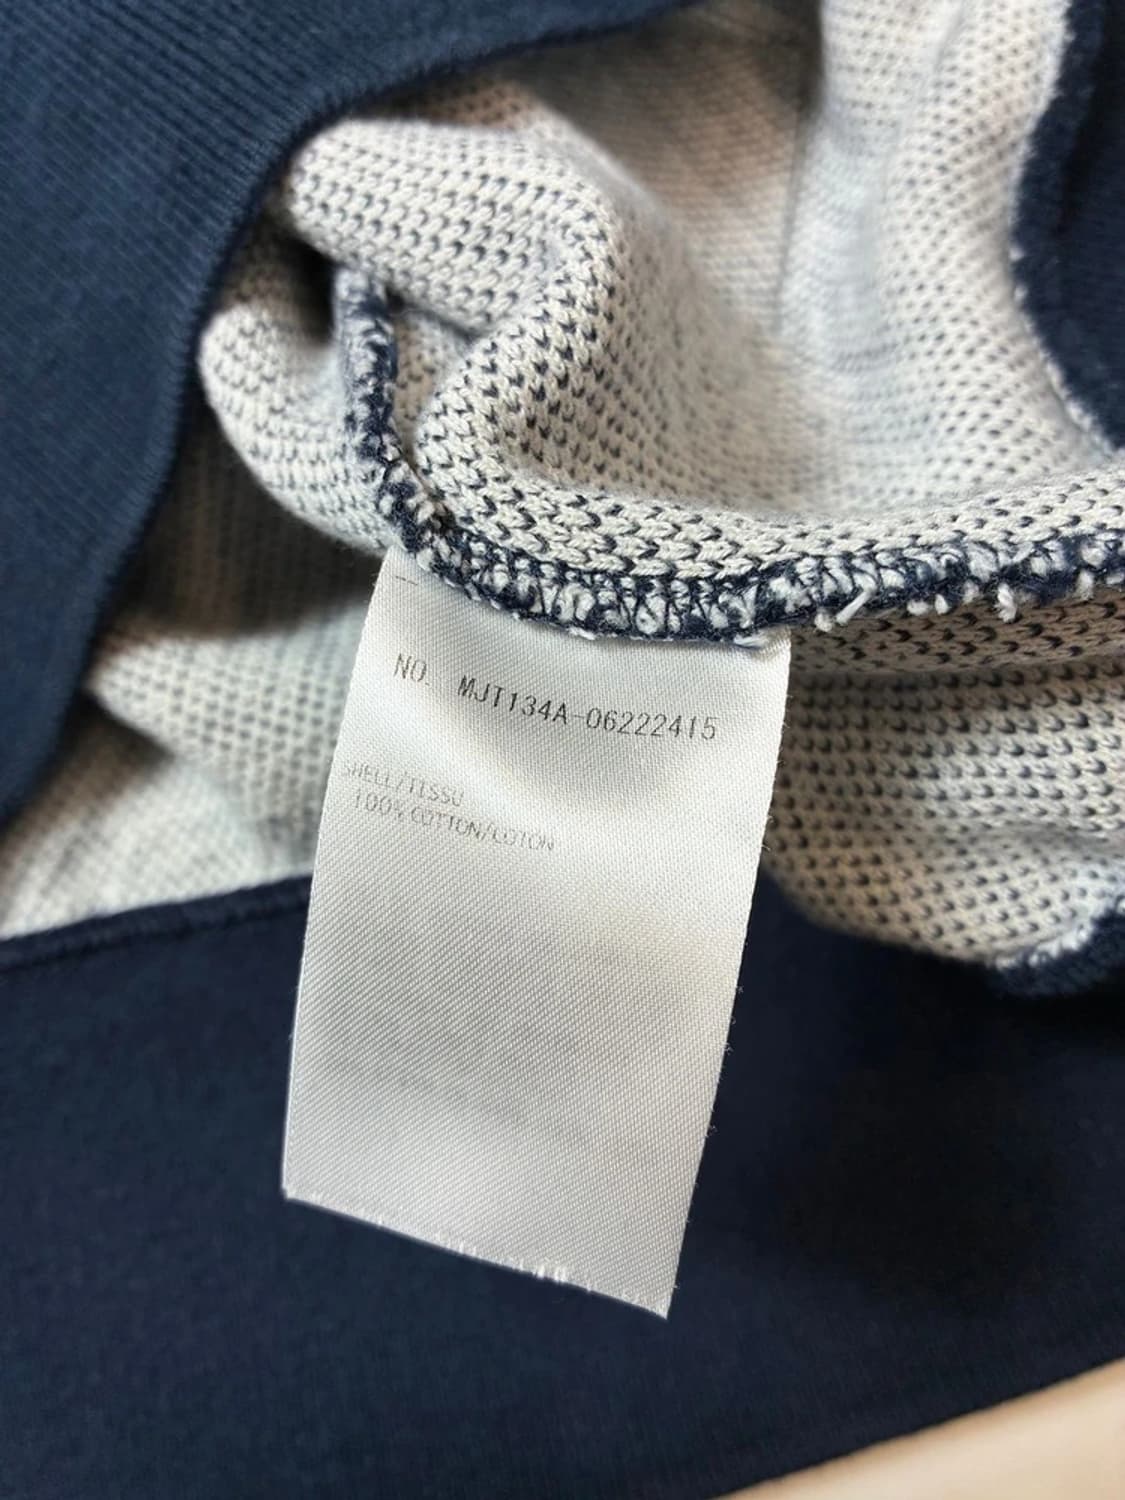 NO. MJT134A-06222415
SHELL/TISSU
100% COTTON/COTON